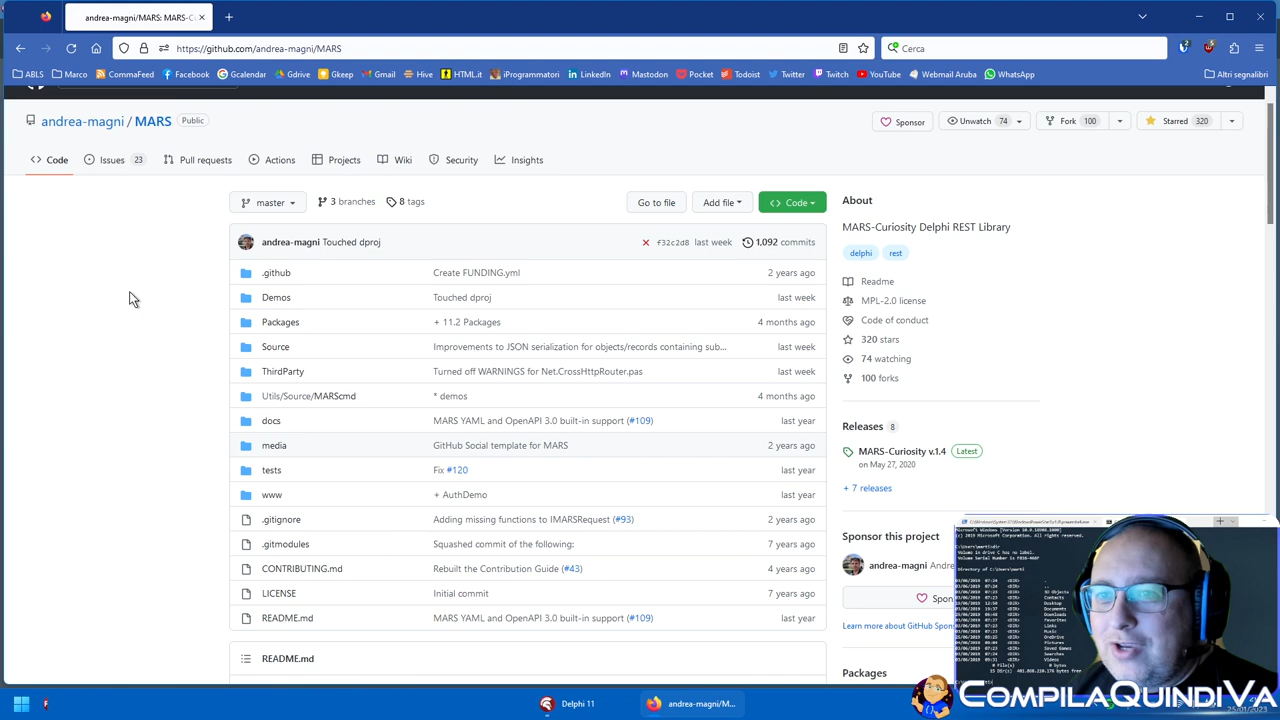 andrea-magni/MARS: MARS-C
https://github.com/andrea-magni/MARS
Cerca
ABLS Marco CommaFeed Facebook Gcalendar Gdrive Gkeep Gmail Hive HTML.it iProgrammatori LinkedIn Mastodon Pocket Todoist Twitter Twitch YouTube Webmail Aruba WhatsApp Altri segnalibri
andrea-magni / MARS Public
Sponsor Unwatch 74 Fork 100 Starred 320
Code Issues 23 Pull requests Actions Projects Wiki Security Insights
master 3 branches 8 tags Go to file Add file Code
andrea-magni Touched dproj f32c2d8 last week 1,092 commits
.github Create FUNDING.yml 2 years ago
Demos Touched dproj last week
Packages + 11.2 Packages 4 months ago
Source Improvements to JSON serialization for objects/records containing sub... last week
ThirdParty Turned off WARNINGS for Net.CrossHttpRouter.pas last week
Utils/Source/MARScmd * demos 4 months ago
docs MARS YAML and OpenAPI 3.0 built-in support (#109) last year
media GitHub Social template for MARS 2 years ago
tests Fix #120 last year
www + AuthDemo last year
.gitignore Adding missing functions to IMARSRequest (#93) last year
Squashed commit of the following: 7 years ago
Rebuilt the Contribution Guide (#43) 4 years ago
Initial commit 7 years ago
MARS YAML and OpenAPI 3.0 built-in support (#109) last year
About
MARS-Curiosity Delphi REST Library
delphi rest
Readme
MPL-2.0 license
Code of conduct
320 stars
74 watching
100 forks
Releases 8
MARS-Curiosity v.1.4 Latest
on May 27, 2020
+ 7 releases
Sponsor this project
andrea-magni
Learn more about GitHub
Packages
COMPILAQUINDIVA
Delphi 11
andrea-magni/M...
25/01/2023